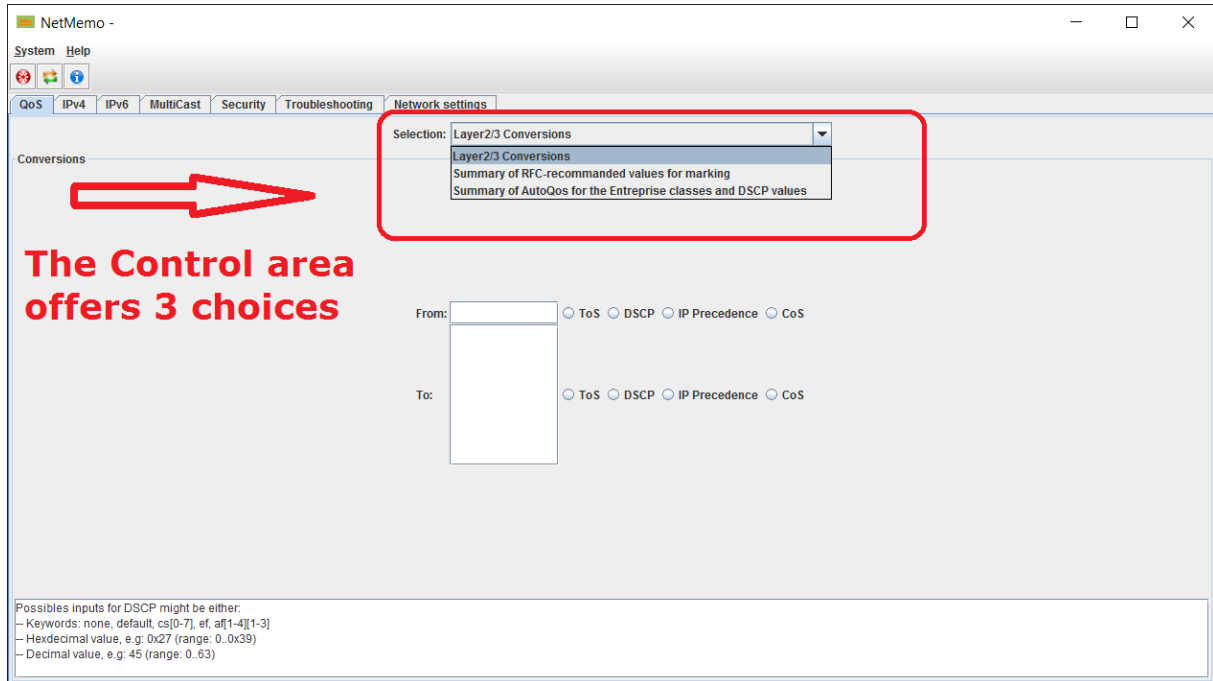 NetMemo -
System Help
QoS IPv4 IPv6 MultiCast Security Troubleshooting Network settings
Selection: Layer2/3 Conversions
Layer2/3 Conversions
Summary of RFC-recommanded values for marking
Summary of AutoQos for the Entreprise classes and DSCP values
Conversions
The Control area
offers 3 choices
From: ToS DSCP IP Precedence CoS
To: ToS DSCP IP Precedence CoS
Possibles inputs for DSCP might be either:
-- Keywords: none, default, cs[0-7], ef, af[1-4][1-3]
-- Hexdecimal value, e.g: 0x27 (range: 0..0x39)
-- Decimal value, e.g: 45 (range: 0..63)